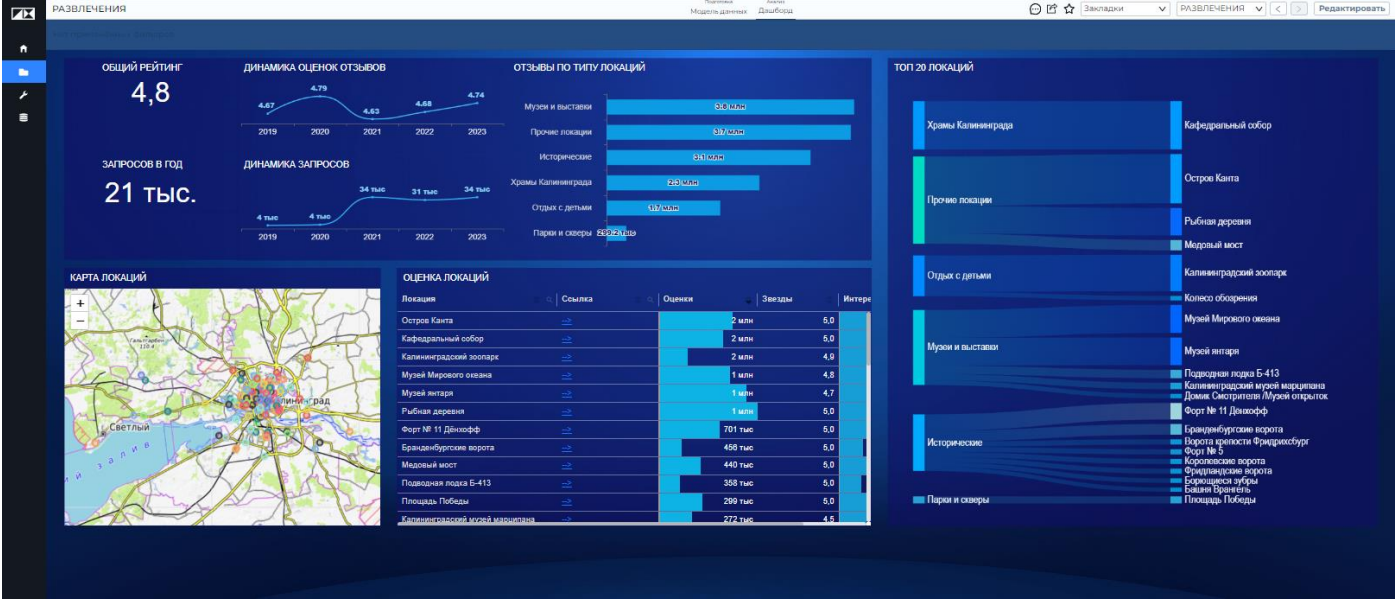 РАЗВЛЕЧЕНИЯ
Подготовка
Модель данных
Анализ
Дашборд
Закладки
РАЗВЛЕЧЕНИЯ
Редактировать
ОБЩИЙ РЕЙТИНГ
4,8
ДИНАМИКА ОЦЕНОК ОТЗЫВОВ
4.67 4.79 4.63 4.68 4.74
2019 2020 2021 2022 2023
ЗАПРОСОВ В ГОД
21 тыс.
ДИНАМИКА ЗАПРОСОВ
4 тыс 4 тыс 34 тыс 31 тыс 34 тыс
2019 2020 2021 2022 2023
ОТЗЫВЫ ПО ТИПУ ЛОКАЦИЙ
Музеи и выставки 3.8 млн
Прочие локации 3.7 млн
Исторические 3.1 млн
Храмы Калининграда 2.3 млн
Отдых с детьми 1.7 млн
Парки и скверы 299.2 тыс
КАРТА ЛОКАЦИЙ
+
−
Гальтгарбен
110.4
Светлый
ОЦЕНКА ЛОКАЦИЙ
Локация Ссылка Оценки Звезды Интере
Остров Канта --> 2 млн 5,0
Кафедральный собор --> 2 млн 5,0
Калининградский зоопарк --> 2 млн 4,9
Музей Мирового океана --> 1 млн 4,8
Музей янтаря --> 1 млн 4,7
Рыбная деревня --> 1 млн 5,0
Форт № 11 Дёнхофф --> 701 тыс 5,0
Бранденбургские ворота --> 456 тыс 5,0
Медовый мост --> 440 тыс 5,0
Подводная лодка Б-413 --> 358 тыс 5,0
Площадь Победы --> 299 тыс 5,0
Калининградский музей марципана --> 272 тыс 4,5
ТОП 20 ЛОКАЦИЙ
Храмы Калининграда
Прочие локации
Отдых с детьми
Музеи и выставки
Исторические
Парки и скверы
Кафедральный собор
Остров Канта
Рыбная деревня
Медовый мост
Калининградский зоопарк
Колесо обозрения
Музей Мирового океана
Музей янтаря
Подводная лодка Б-413
Калининградский музей марципана
Домик Смотрителя /Музей открыток
Форт № 11 Дёнхофф
Бранденбургские ворота
Ворота крепости Фридрихсбург
Форт № 5
Королевские ворота
Фридландские ворота
Борющиеся зубры
Башня Врангель
Площадь Победы